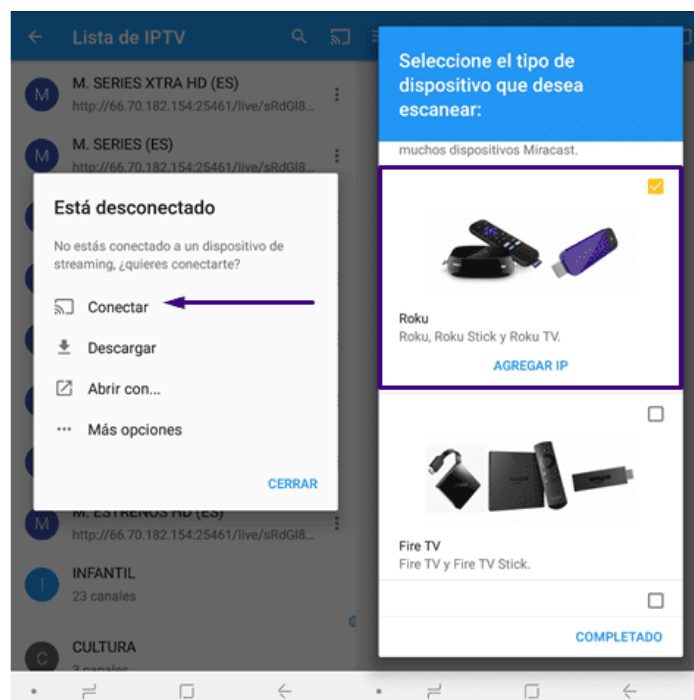 Lista de IPTV
M. SERIES XTRA HD (ES)
http://66.70.182.154:25461/live/sRdGl8...
M. SERIES (ES)
http://66.70.182.154:25461/live/sRdGl8...
Está desconectado
No estás conectado a un dispositivo de
streaming, ¿quieres conectarte?
Conectar
Descargar
Abrir con...
Más opciones
CERRAR
M. ESTRENOS HD (ES)
http://66.70.182.154:25461/live/sRdGl8...
INFANTIL
23 canales
CULTURA
3 canales
Seleccione el tipo de
dispositivo que desea
escanear:
muchos dispositivos Miracast.
Roku
Roku, Roku Stick y Roku TV.
AGREGAR IP
Fire TV
Fire TV y Fire TV Stick.
COMPLETADO